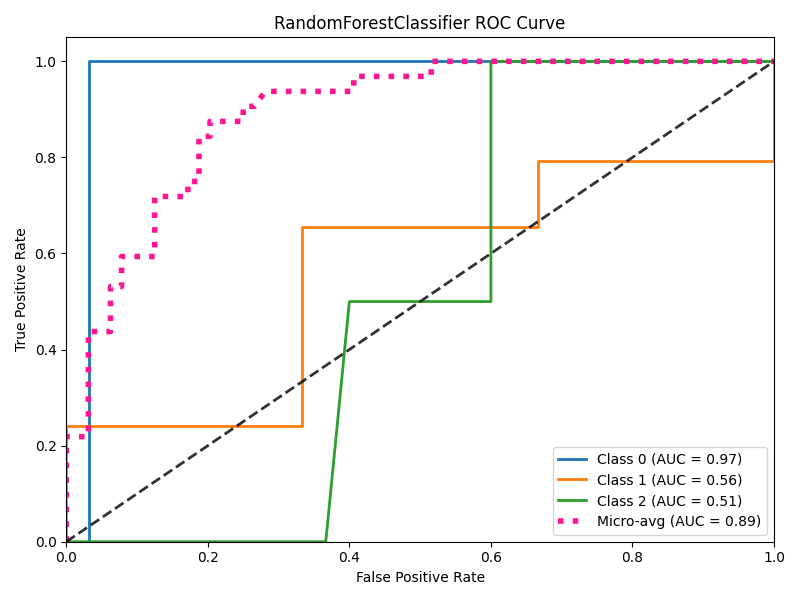 RandomForestClassifier ROC Curve
True Positive Rate
1.0
0.8
0.6
0.4
0.2
0.0
0.0 0.2 0.4 0.6 0.8 1.0
False Positive Rate
Class 0 (AUC = 0.97)
Class 1 (AUC = 0.56)
Class 2 (AUC = 0.51)
Micro-avg (AUC = 0.89)